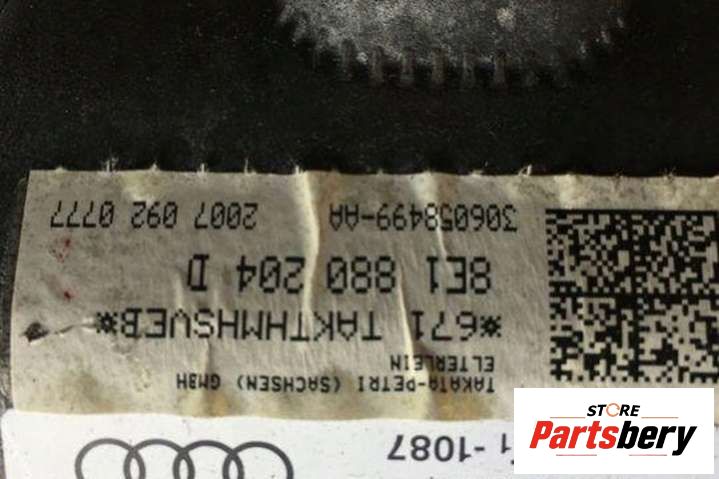 -1087
TAKATA-PETRI (SACHSEN) GMBH
ELTERLEIN
*671 TAKTHMHSVEB*
8E1 880 204 D
306058499-AA 2007 092 0777
STORE
Partsbery